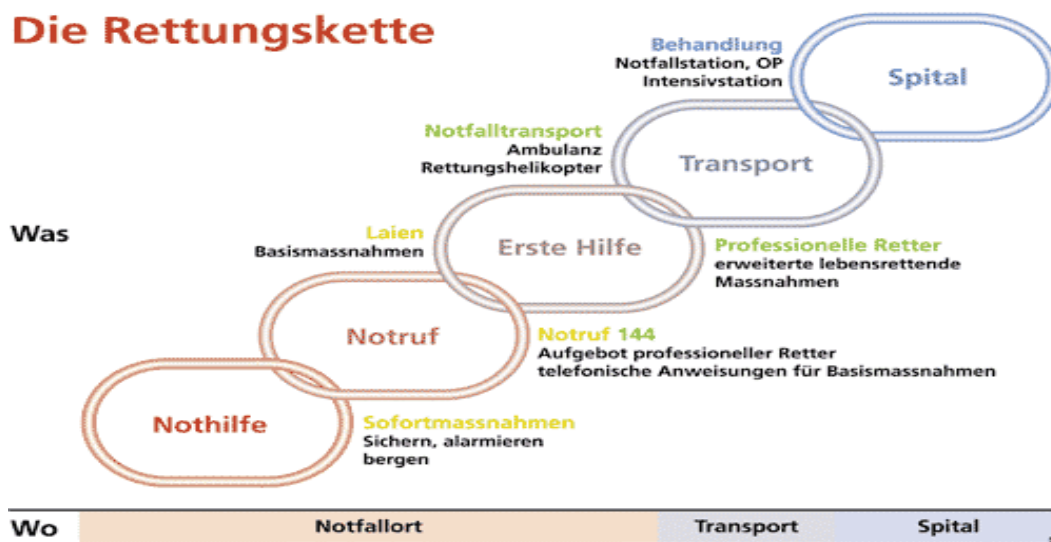 Die Rettungskette
Behandlung
Notfallstation, OP
Intensivstation
Spital
Notfalltransport
Ambulanz
Rettungshelikopter
Transport
Was
Laien
Basismassnahmen
Erste Hilfe
Professionelle Retter
erweiterte lebensrettende
Massnahmen
Notruf
Notruf 144
Aufgebot professioneller Retter
telefonische Anweisungen für Basismassnahmen
Nothilfe
Sofortmassnahmen
Sichern, alarmieren
bergen
Wo
Notfallort
Transport
Spital